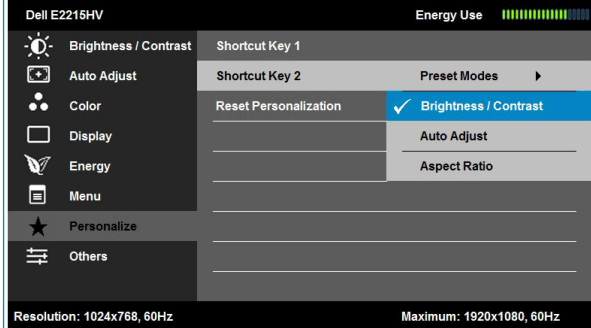 Dell E2215HV Energy Use
Brightness / Contrast Shortcut Key 1
Auto Adjust Shortcut Key 2 Preset Modes
Color Reset Personalization Brightness / Contrast
Display Auto Adjust
Energy Aspect Ratio
Menu
Personalize
Others
Resolution: 1024x768, 60Hz Maximum: 1920x1080, 60Hz